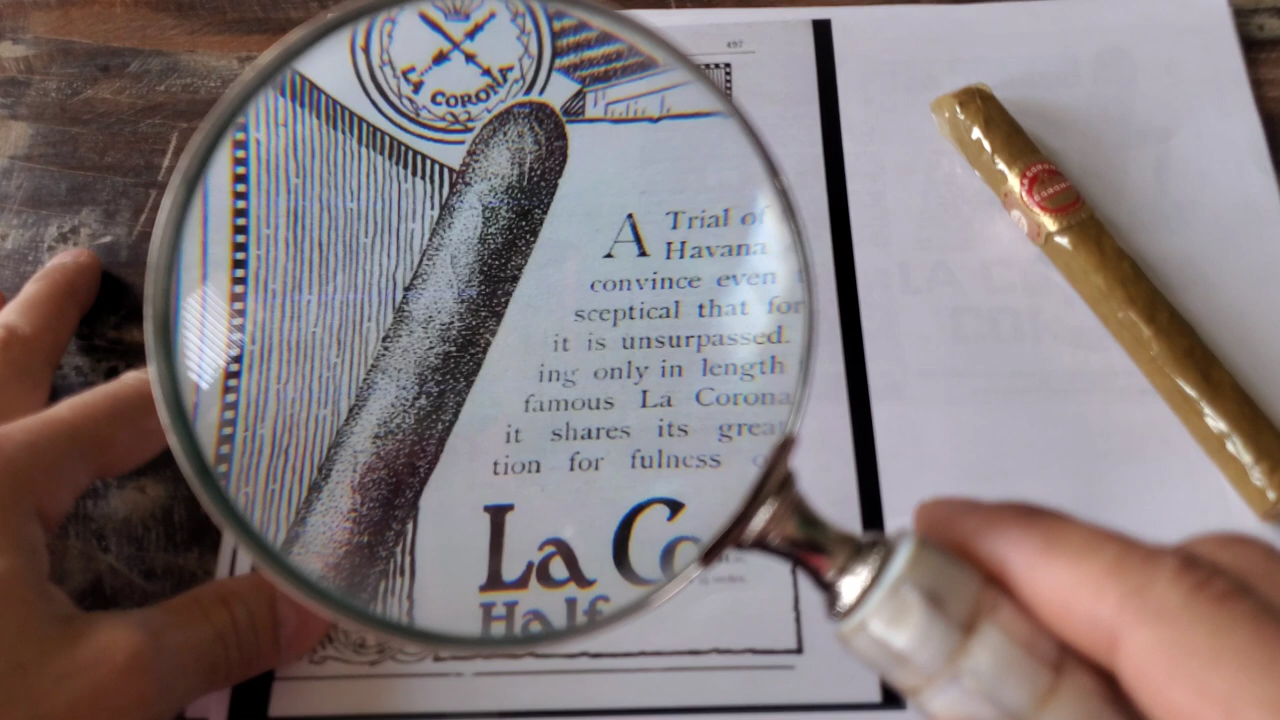 497
LA CORONA
A Trial of
Havana
convince even
sceptical that for
it is unsurpassed.
ing only in length
famous La Corona
it shares its great
tion for fulness
La Co
Half
CORONA